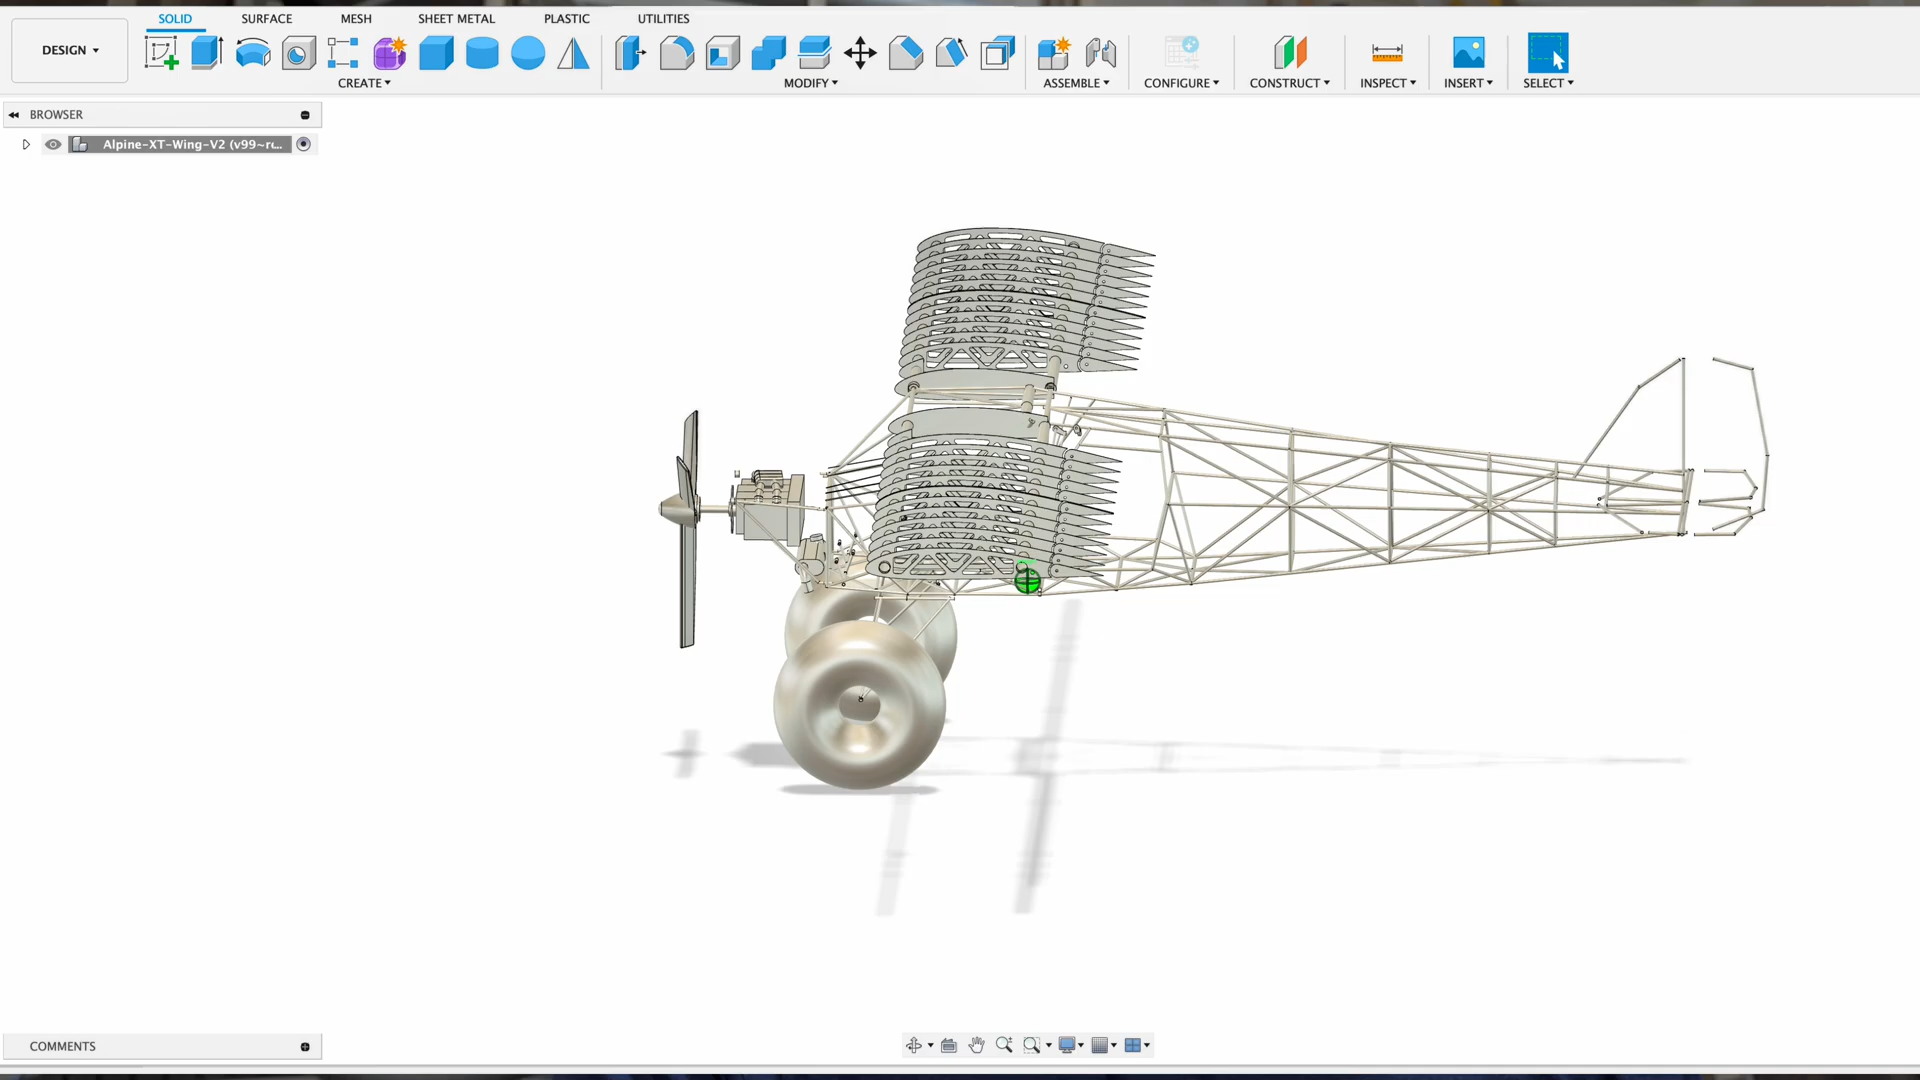 SOLID SURFACE MESH SHEET METAL PLASTIC UTILITIES
DESIGN
CREATE MODIFY ASSEMBLE CONFIGURE CONSTRUCT INSPECT INSERT SELECT
BROWSER
Alpine-XT-Wing-V2 (v99~r...
COMMENTS